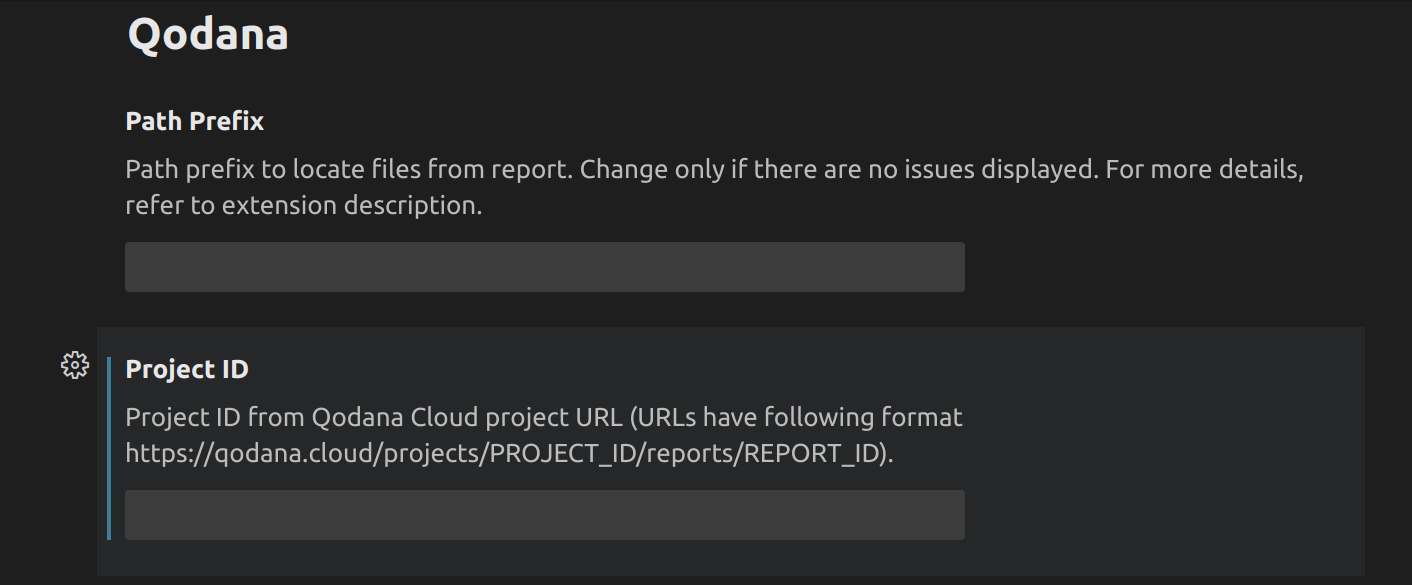 Qodana
Path Prefix
Path prefix to locate files from report. Change only if there are no issues displayed. For more details,
refer to extension description.
Project ID
Project ID from Qodana Cloud project URL (URLs have following format
https://qodana.cloud/projects/PROJECT_ID/reports/REPORT_ID).